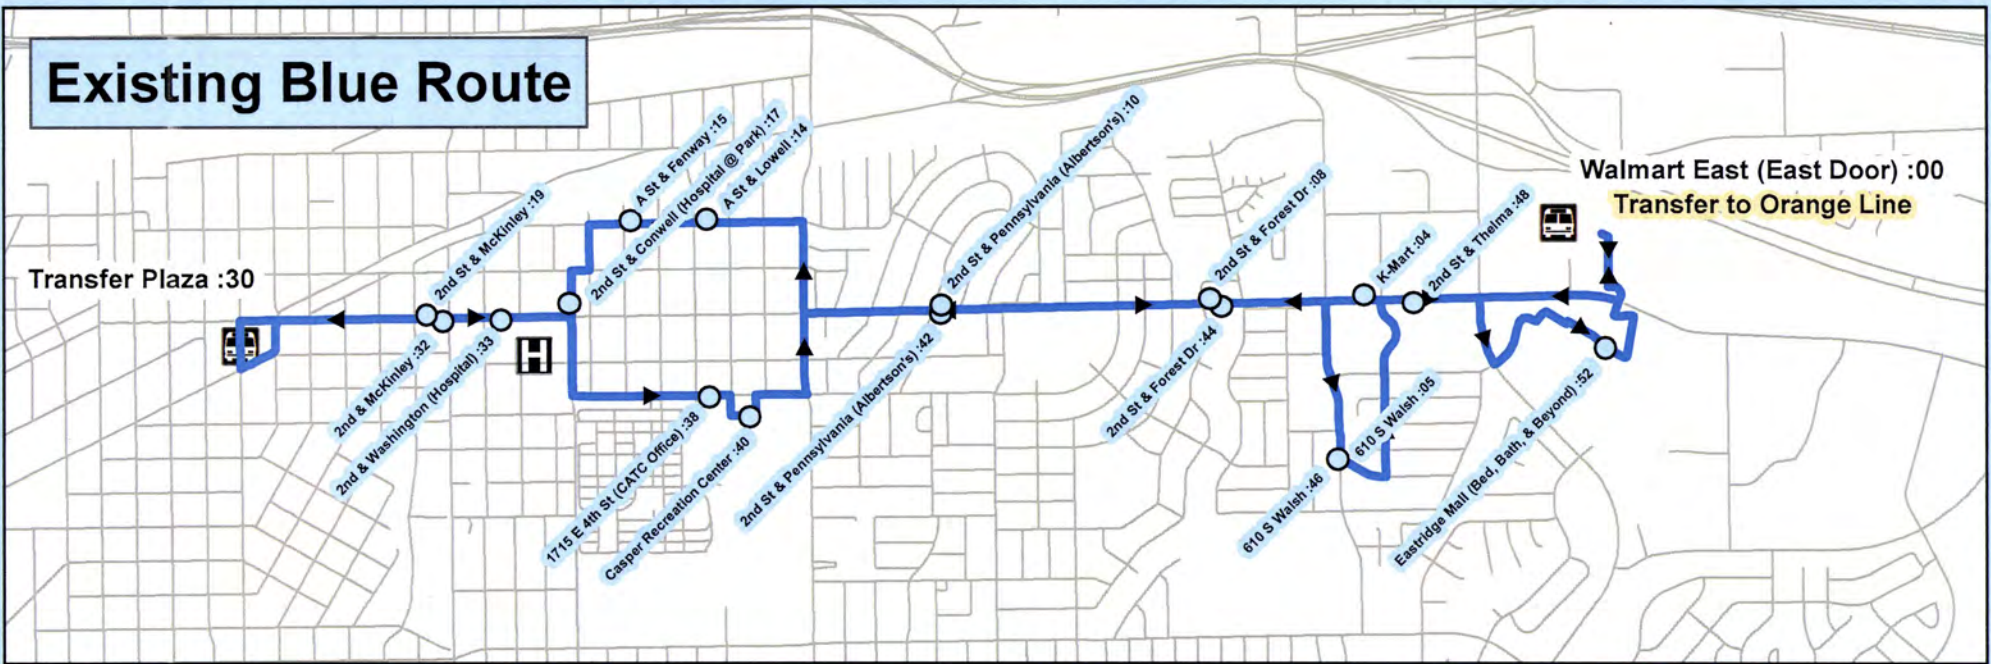 Existing Blue Route
A St & Fenway :15
2nd St & Conwell (Hospital @ Park) :17
A St & Lowell :14
2nd St & Pennsylvania (Albertson's) :10
2nd St & Forest Dr :08
Walmart East (East Door) :00
Transfer to Orange Line
2nd St & McKinley :19
K-Mart :04
2nd St & Thelma :48
Transfer Plaza :30
H
2nd & McKinley :32
2nd & Washington (Hospital) :33
1715 E 4th St (CATC Office) :38
Casper Recreation Center :40
2nd St & Pennsylvania (Albertson's) :42
2nd St & Forest Dr :44
610 S Walsh :05
610 S Walsh :46
Eastridge Mall (Bed, Bath, & Beyond) :52